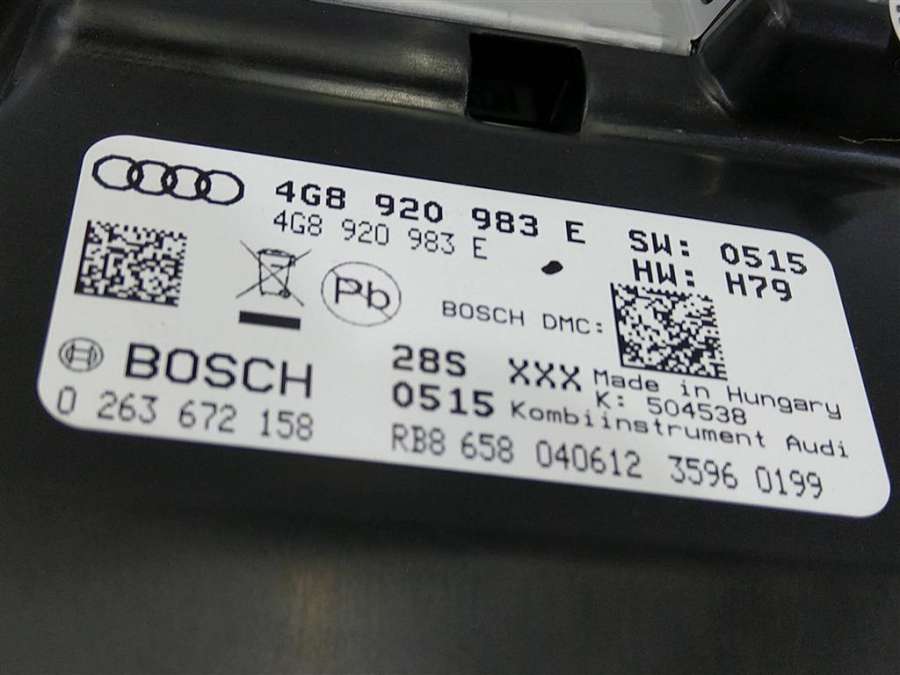 4G8 920 983 E SW: 0515
4G8 920 983 E HW: H79
Pb
BOSCH DMC:
BOSCH 28S XXX Made in Hungary
K: 504538
0 263 672 158 0515 Kombiinstrument Audi
RB8 658 040612 3596 0199